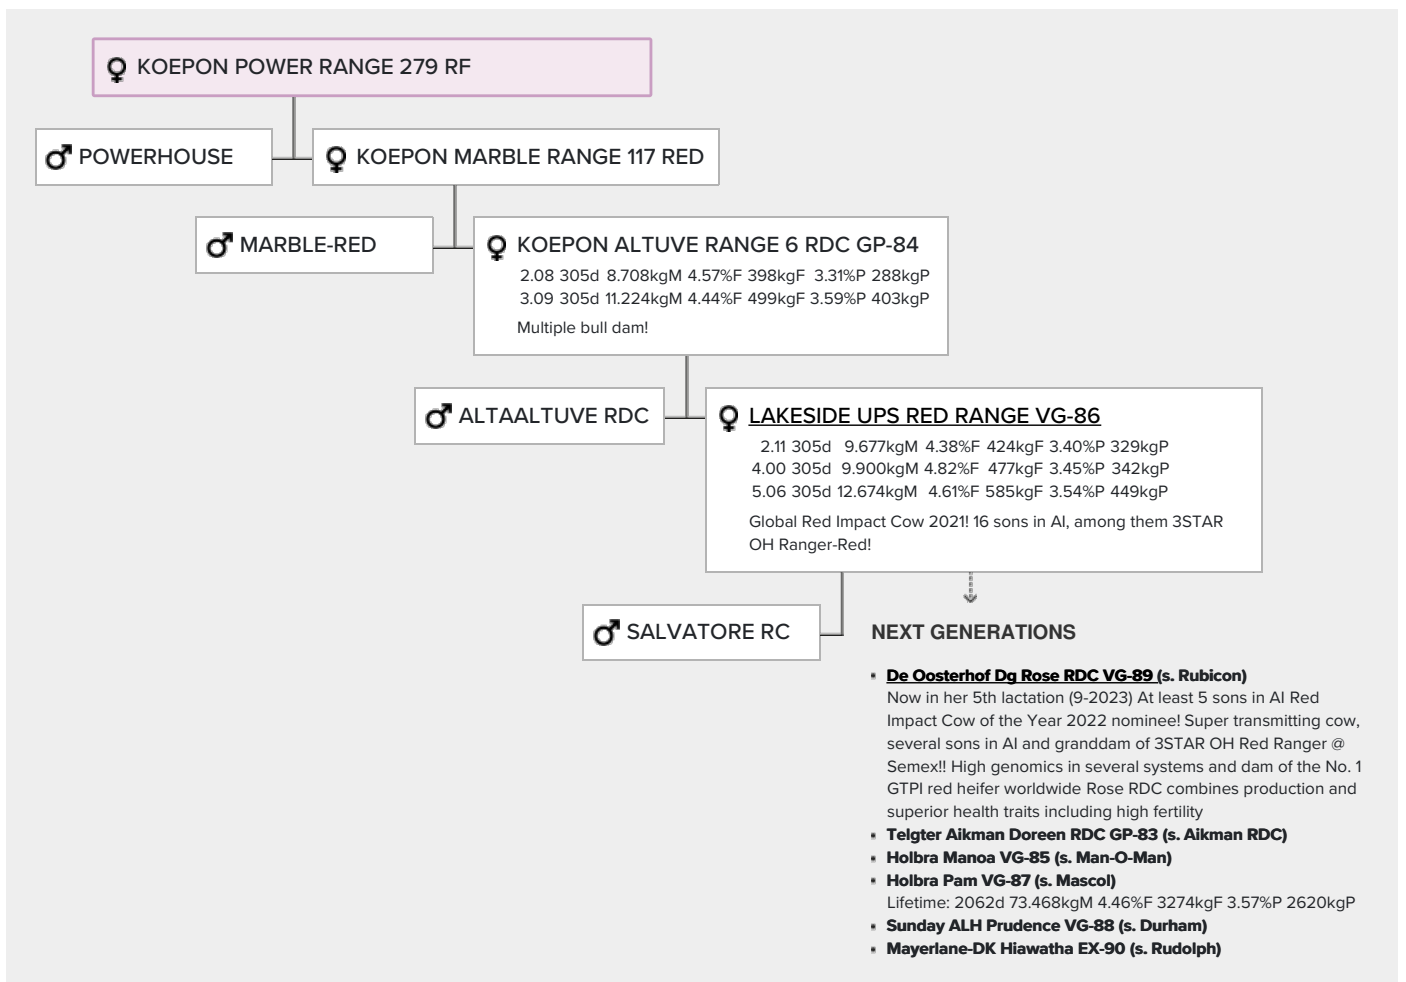 KOEPON POWER RANGE 279 RF
POWERHOUSE
KOEPON MARBLE RANGE 117 RED
MARBLE-RED
KOEPON ALTUVE RANGE 6 RDC GP-84
2.08 305d 8.708kgM 4.57%F 398kgF 3.31%P 288kgP
3.09 305d 11.224kgM 4.44%F 499kgF 3.59%P 403kgP
Multiple bull dam!
ALTAALTUVE RDC
LAKESIDE UPS RED RANGE VG-86
2.11 305d 9.677kgM 4.38%F 424kgF 3.40%P 329kgP
4.00 305d 9.900kgM 4.82%F 477kgF 3.45%P 342kgP
5.06 305d 12.674kgM 4.61%F 585kgF 3.54%P 449kgP
Global Red Impact Cow 2021! 16 sons in AI, among them 3STAR
OH Ranger-Red!
SALVATORE RC
NEXT GENERATIONS
De Oosterhof Dg Rose RDC VG-89 (s. Rubicon)
Now in her 5th lactation (9-2023) At least 5 sons in AI Red
Impact Cow of the Year 2022 nominee! Super transmitting cow,
several sons in AI and granddam of 3STAR OH Red Ranger @
Semex!! High genomics in several systems and dam of the No. 1
GTPI red heifer worldwide Rose RDC combines production and
superior health traits including high fertility
Telgter Aikman Doreen RDC GP-83 (s. Aikman RDC)
Holbra Manoa VG-85 (s. Man-O-Man)
Holbra Pam VG-87 (s. Mascol)
Lifetime: 2062d 73.468kgM 4.46%F 3274kgF 3.57%P 2620kgP
Sunday ALH Prudence VG-88 (s. Durham)
Mayerlane-DK Hiawatha EX-90 (s. Rudolph)